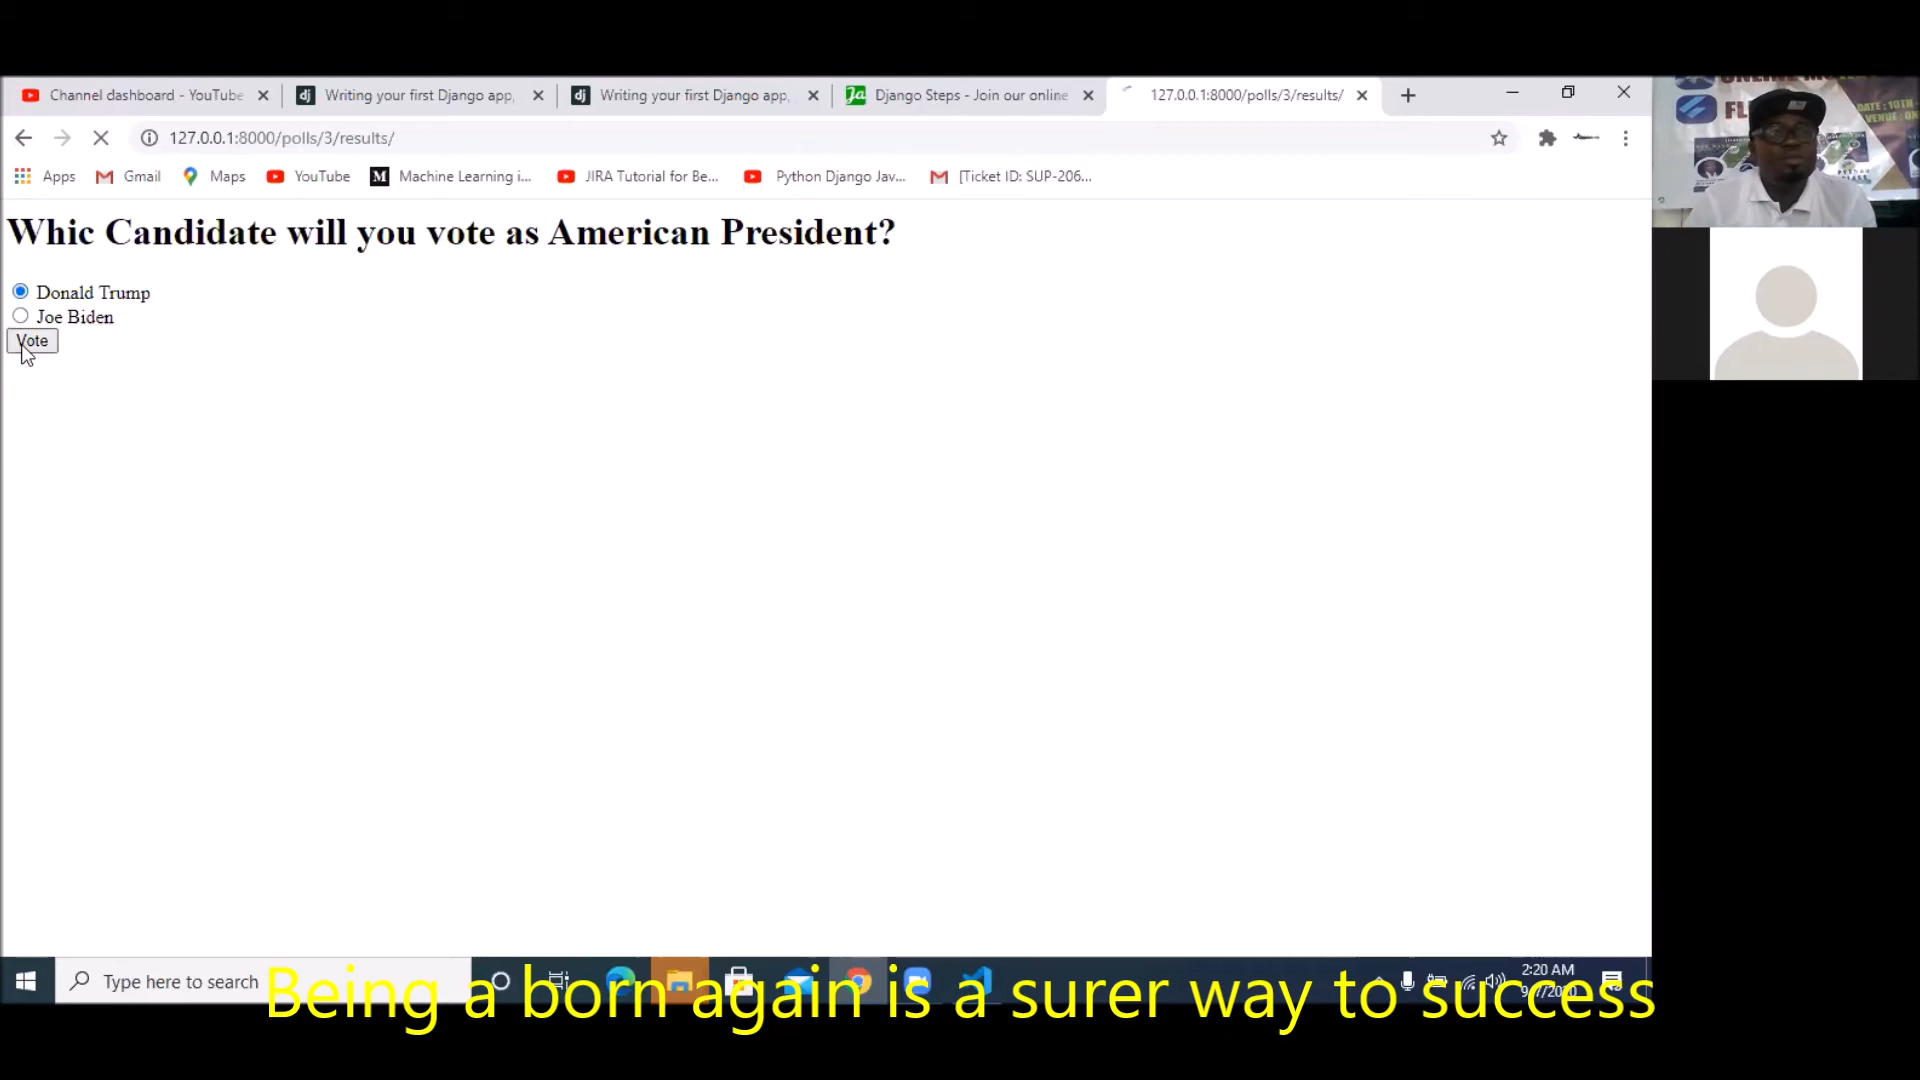 Channel dashboard - YouTube
Writing your first Django app,
Writing your first Django app,
Django Steps - Join our online
127.0.0.1:8000/polls/3/results/
127.0.0.1:8000/polls/3/results/
Apps
Gmail
Maps
YouTube
Machine Learning i...
JIRA Tutorial for Be...
Python Django Jav...
[Ticket ID: SUP-206...
Whic Candidate will you vote as American President?
Donald Trump
Joe Biden
Vote
DATE : 10TH
Type here to search
2:20 AM
Being a born again is a surer way to success